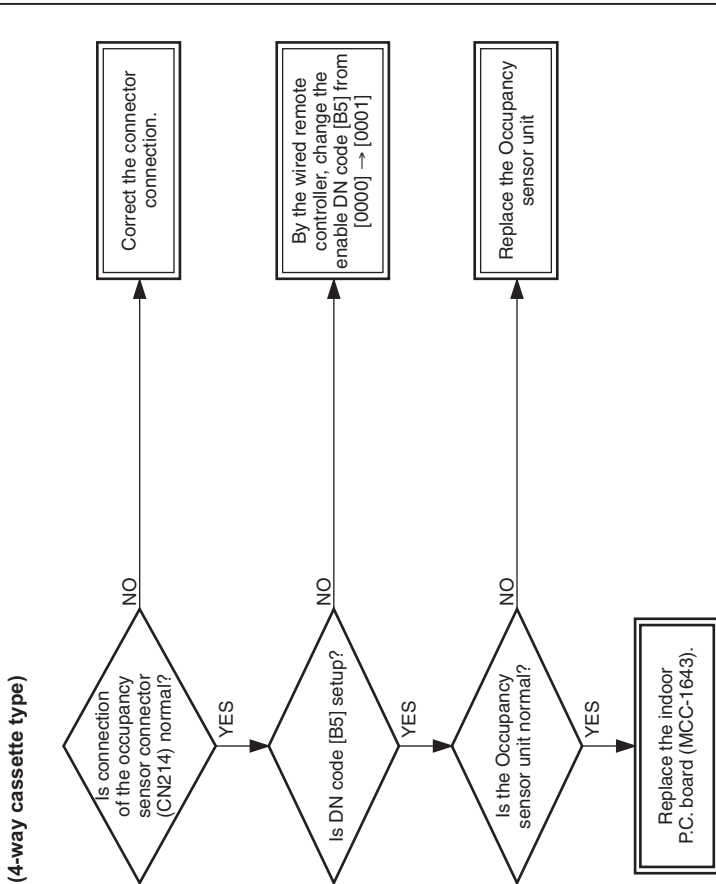 (4-way cassette type)
Is connection
of the occupancy
sensor connector
(CN214) normal?
NO
Correct the connector
connection.
YES
Is DN code [B5] setup?
NO
By the wired remote
controller, change the
enable DN code [B5] from
[0000] → [0001]
YES
Is the Occupancy
sensor unit normal?
NO
Replace the Occupancy
sensor unit
YES
Replace the indoor
P.C. board (MCC-1643).